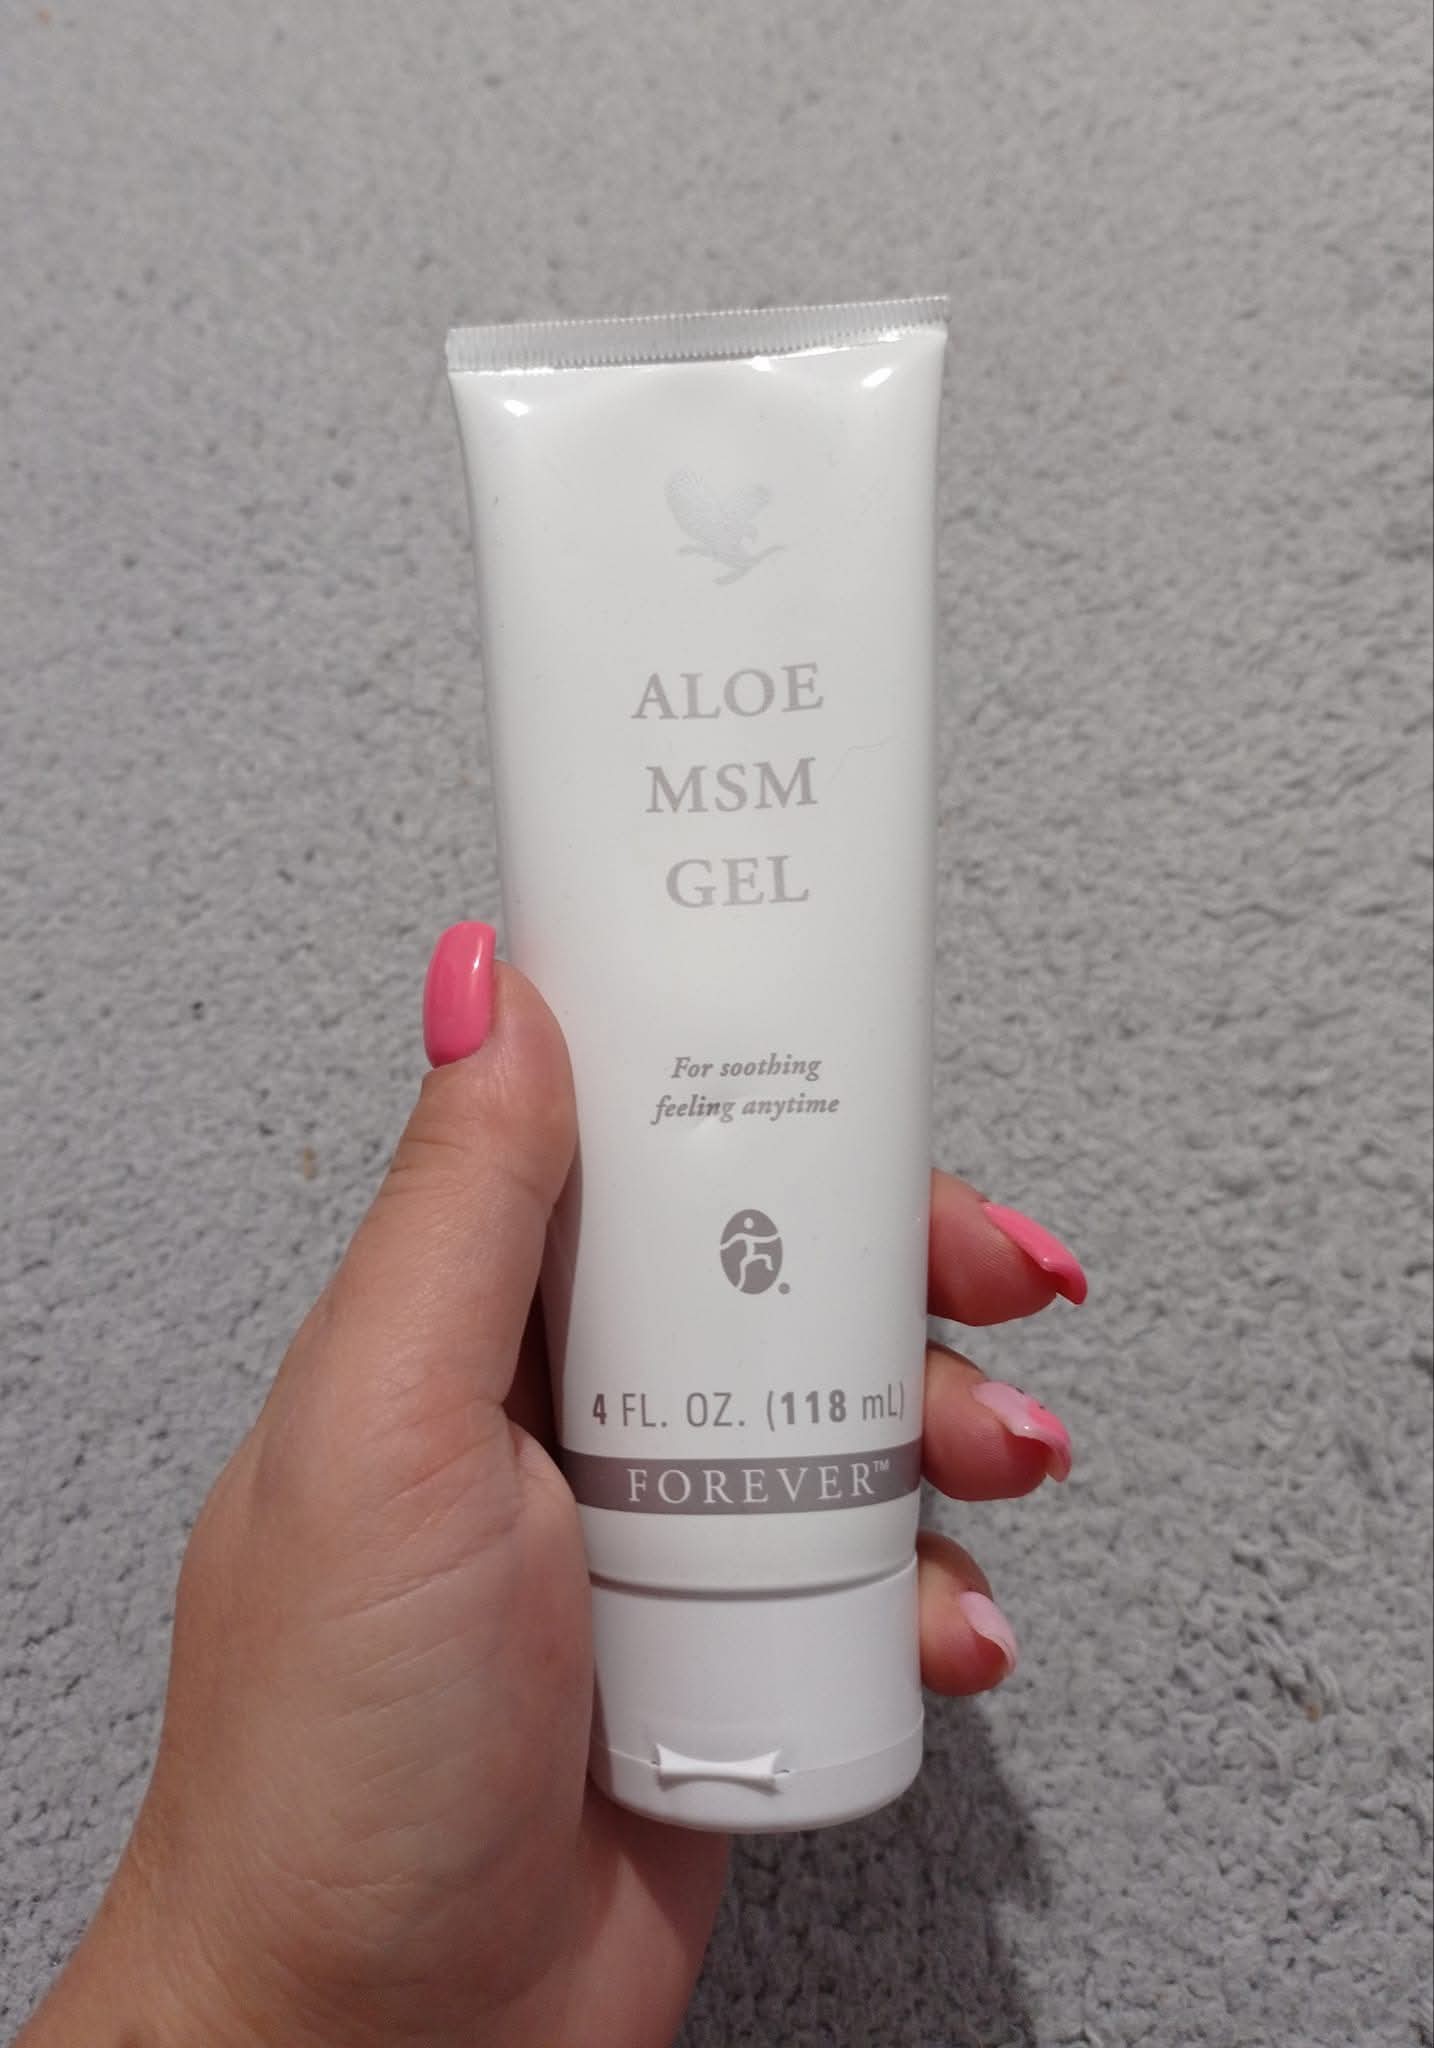 ALOE
MSM
GEL
For soothing
feeling anytime
4 FL. OZ. (118 mL)
FOREVER™